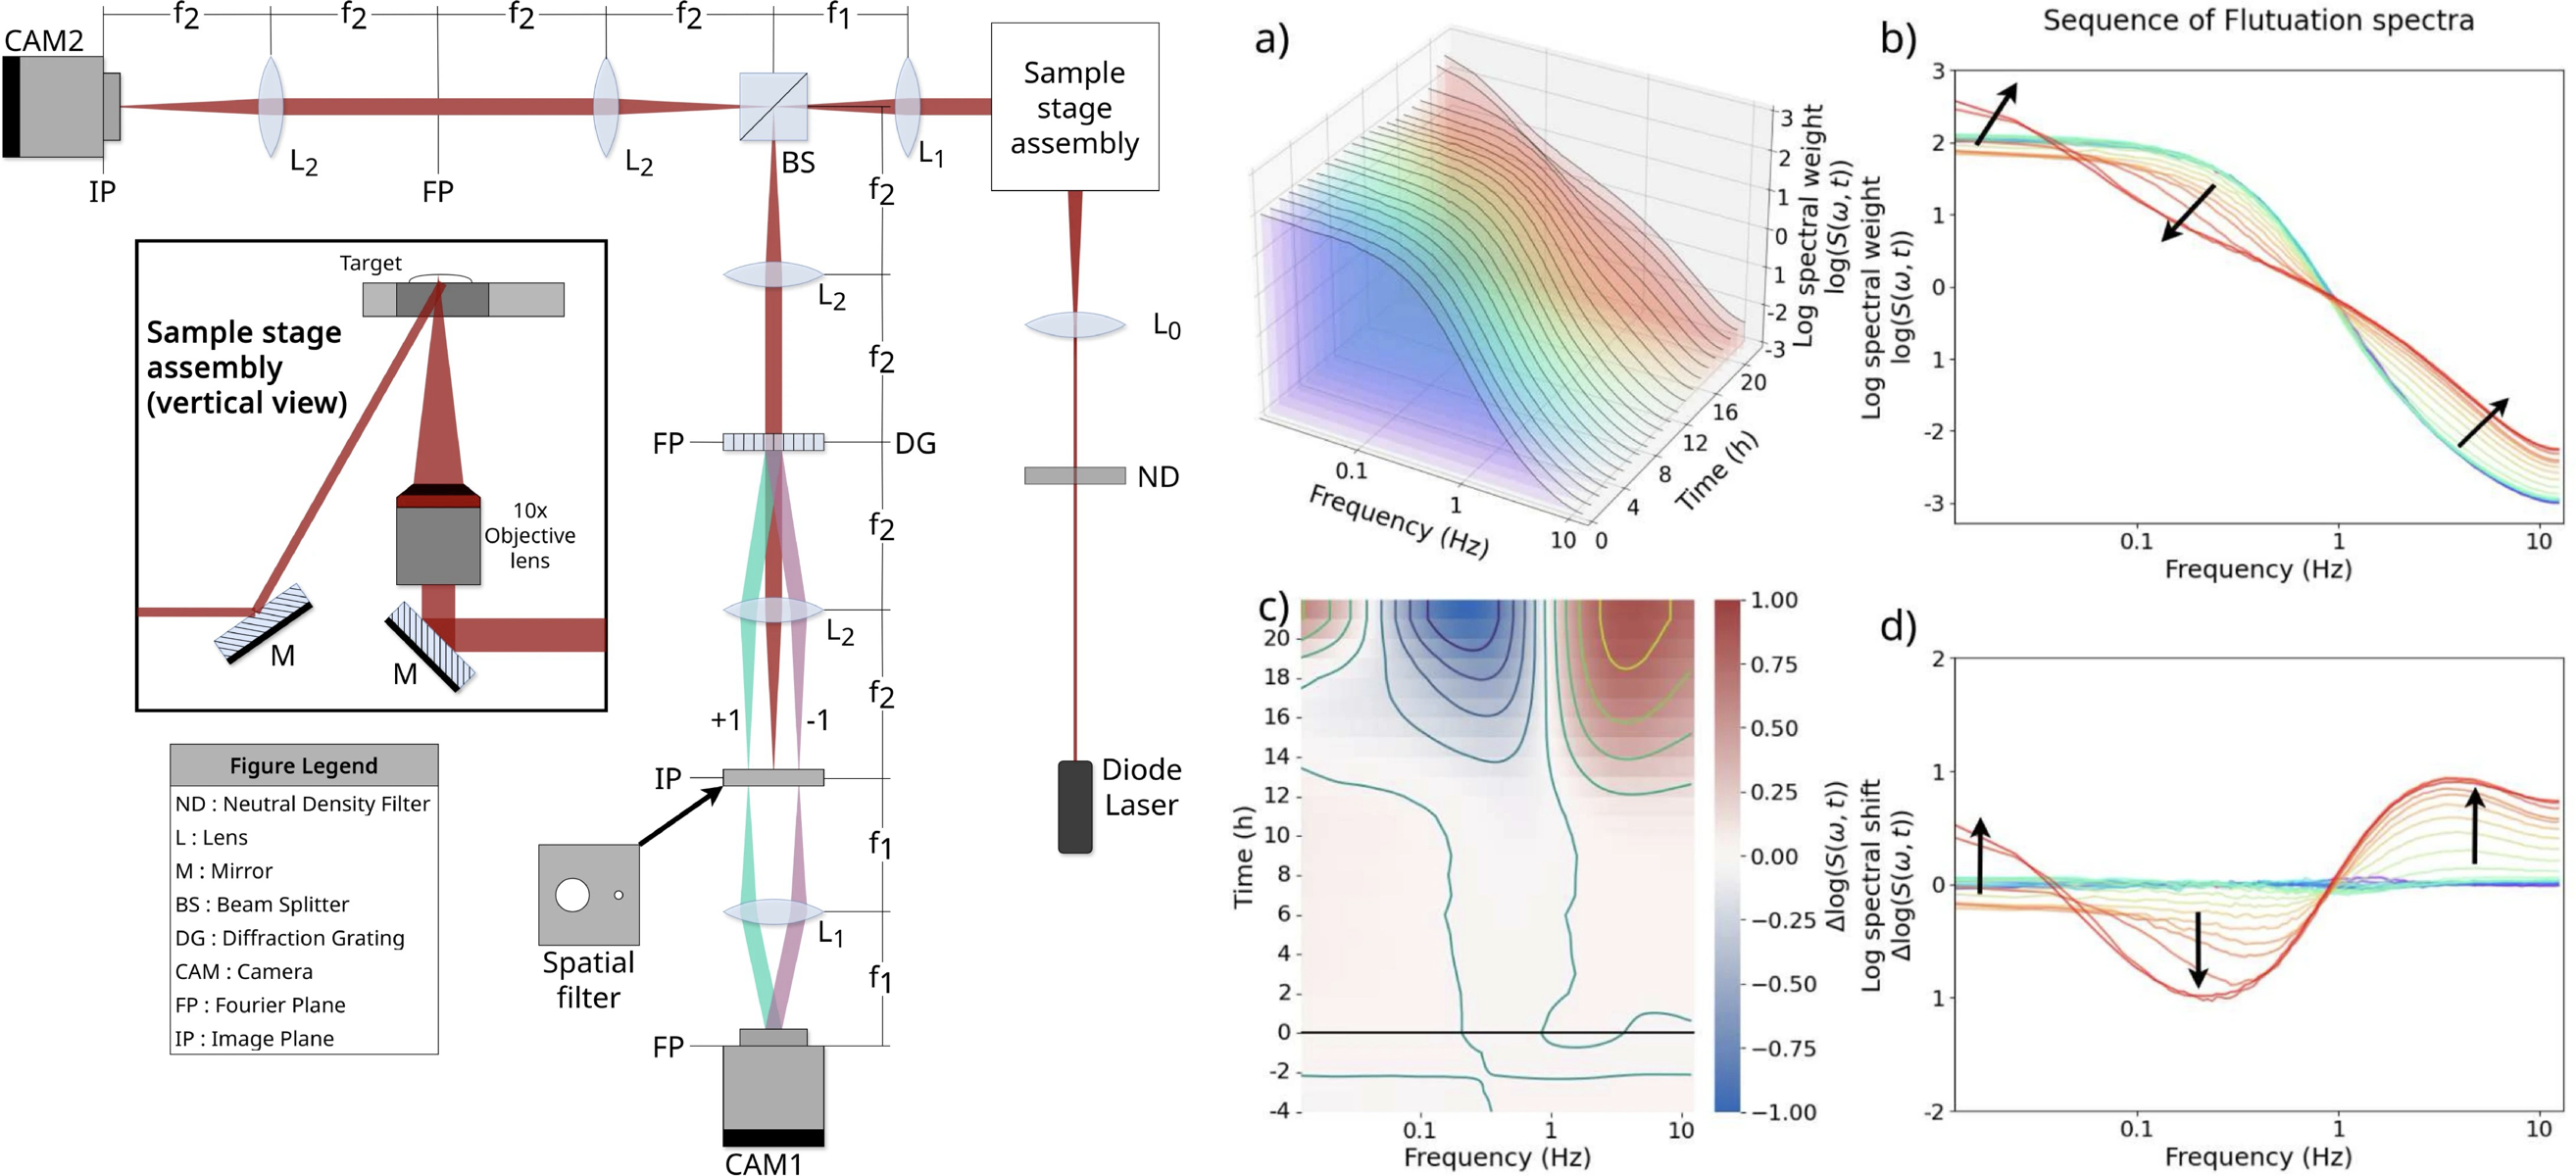 f2
f2
f2
f2
f1
CAM2
L2
L2
BS
L1
IP
FP
Sample
stage
assembly
f2
Target
Sample stage
assembly
(vertical view)
10x
Objective
lens
M
M
L2
L0
f2
FP
DG
ND
f2
L2
f2
+1
-1
IP
Diode
Laser
Figure Legend
ND : Neutral Density Filter
L : Lens
M : Mirror
BS : Beam Splitter
DG : Diffraction Grating
CAM : Camera
FP : Fourier Plane
IP : Image Plane
f1
Spatial
filter
L1
f1
FP
CAM1
a)
3
2
1
0
1
-2
-3
Log spectral weight
log(S(ω, t))
20
16
12
8
4
0
Time (h)
0.1
1
10
Frequency (Hz)
b)
Sequence of Flutuation spectra
3
2
1
0
1
-2
-3
Log spectral weight
log(S(ω, t))
0.1
1
10
Frequency (Hz)
c)
20
18
16
14
12
10
8
6
4
2
0
-2
-4
Time (h)
0.1
1
10
Frequency (Hz)
1.00
0.75
0.50
0.25
0.00
−0.25
−0.50
−0.75
−1.00
Δlog(S(ω, t))
d)
2
1
0
1
-2
Log spectral shift
Δlog(S(ω, t))
0.1
1
10
Frequency (Hz)